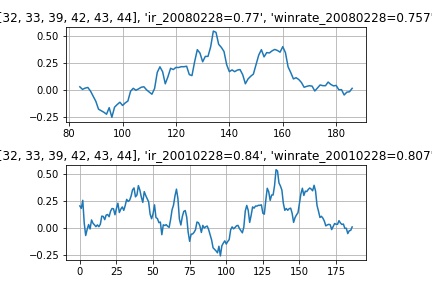 [32, 33, 39, 42, 43, 44], 'ir_20080228=0.77', 'winrate_20080228=0.757'
0.50
0.25
0.00
−0.25
80 100 120 140 160 180
[32, 33, 39, 42, 43, 44], 'ir_20010228=0.84', 'winrate_20010228=0.807'
0.50
0.25
0.00
−0.25
0 25 50 75 100 125 150 175